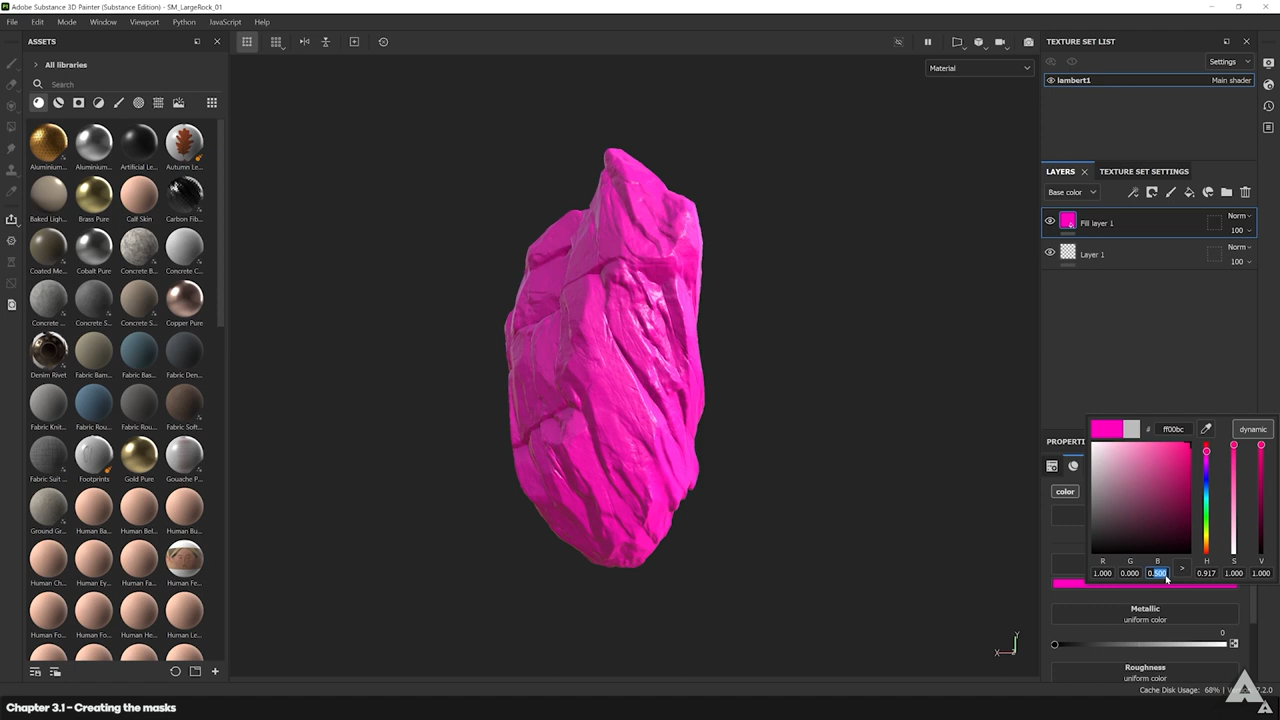 Adobe Substance 3D Painter (Substance Edition) - SM_LargeRock_01
File Edit Mode Window Viewport Python JavaScript Help
ASSETS
All libraries
Search
Aluminium... Aluminium... Artificial Le... Autumn Le...
Baked Ligh... Brass Pure Calf Skin Carbon Fib...
Coated Me... Cobalt Pure Concrete B... Concrete C...
Concrete ... Concrete S... Concrete S... Copper Pure
Denim Rivet Fabric Bam... Fabric Bas... Fabric Den...
Fabric Knit... Fabric Rou... Fabric Rou... Fabric Soft...
Fabric Suit ... Footprints Gold Pure Gouache P...
Ground Gr... Human Ba... Human Bel... Human Bu...
Human Ch... Human Ey... Human Fa... Human Fe...
Human Fo... Human Fo... Human He... Human Le...
Material
Y
X
TEXTURE SET LIST
Settings
lambert1 Main shader
LAYERS TEXTURE SET SETTINGS
Base color
Fill layer 1 Norm 100
Layer 1 Norm 100
PROPERTI
color
# ff00bc dynamic
R G B > H S V
1.000 0.000 0.500 0.917 1.000 1.000
Metallic
uniform color
0
Roughness
uniform color
Cache Disk Usage: 68% | V 7.2.0
Chapter 3.1 – Creating the masks